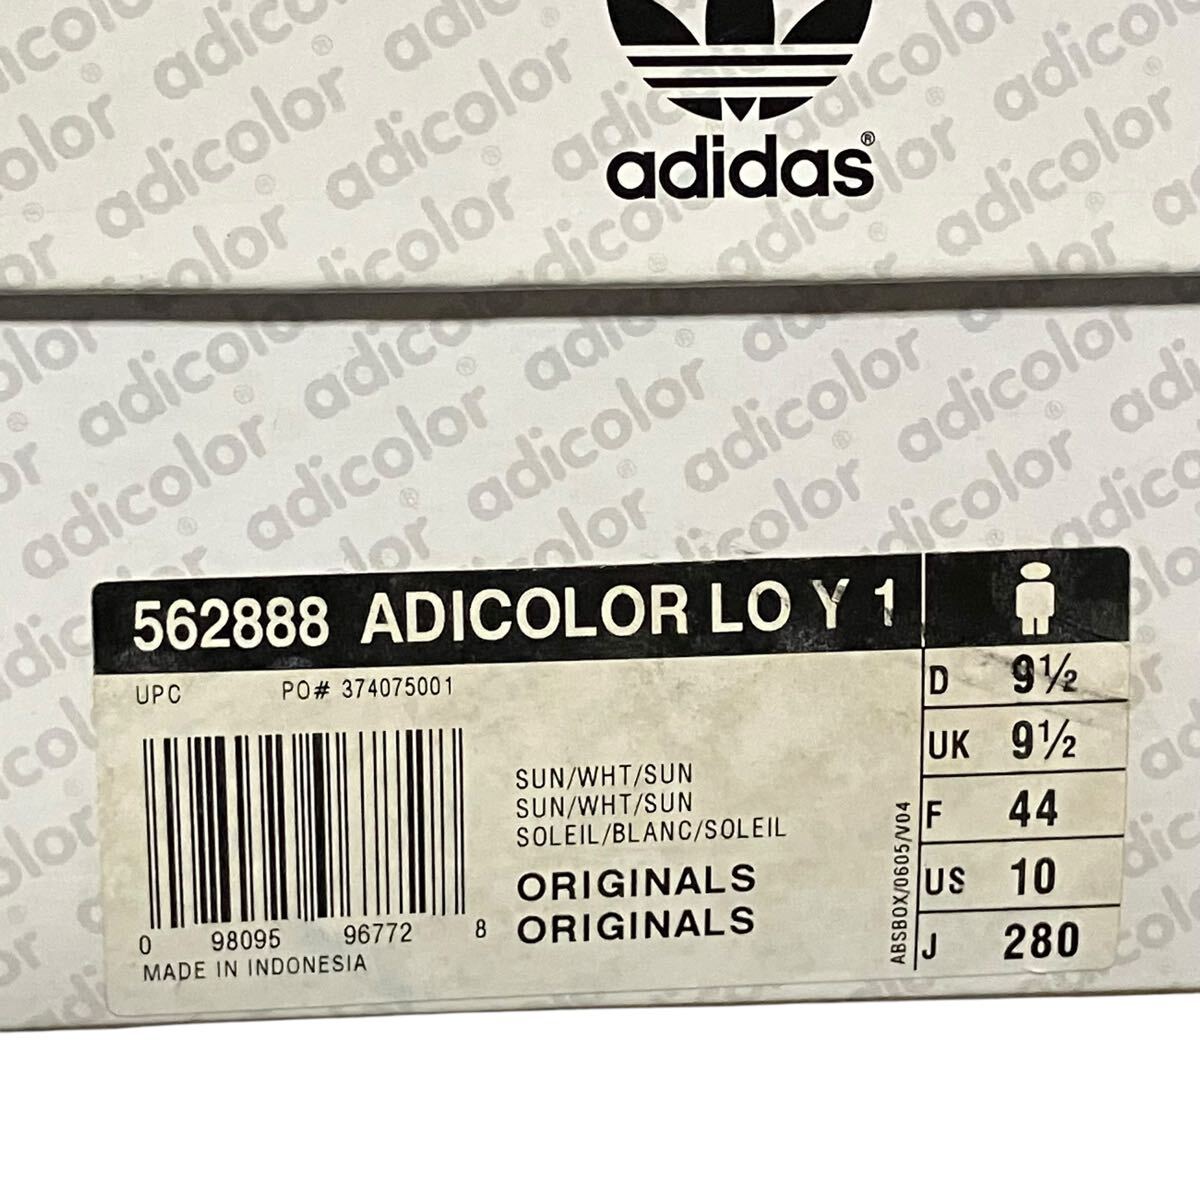 adicolor
adidas®
adicolor
562888 ADICOLOR LO Y 1
UPC PO# 374075001
SUN/WHT/SUN
SUN/WHT/SUN
SOLEIL/BLANC/SOLEIL
ORIGINALS
ORIGINALS
0 98095 96772 8
MADE IN INDONESIA
ABSBOX/0605/V04
D 9½
UK 9½
F 44
US 10
J 280